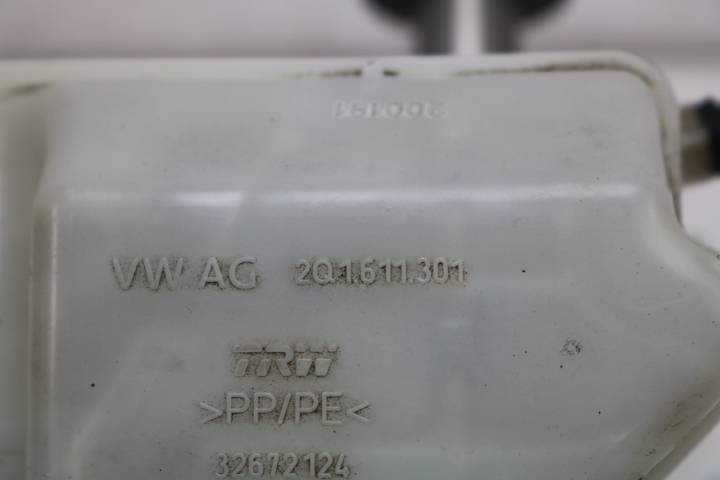 VW AG 2Q1.611.301
TRW
>PP/PE<
32672124